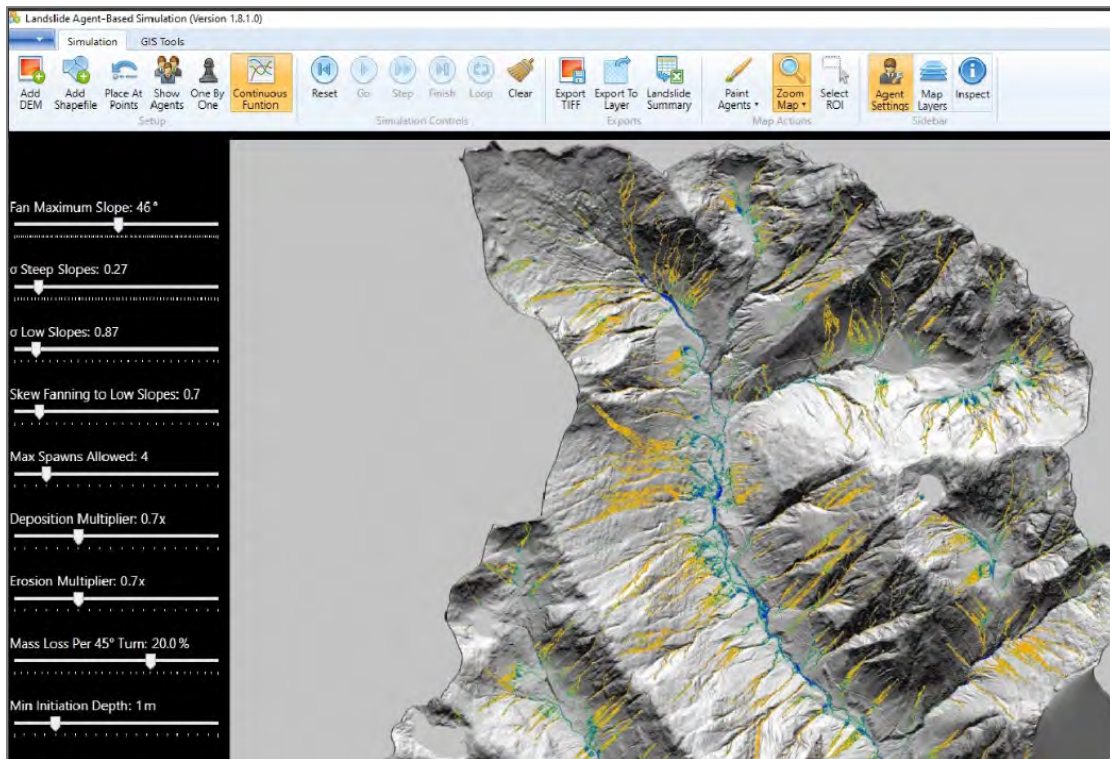 Landslide Agent-Based Simulation (Version 1.8.1.0)
Simulation GIS Tools
Add DEM
Add Shapefile
Place At Points
Show Agents
One By One
Continuous Funtion
Reset
Go
Step
Finish
Loop
Clear
Export TIFF
Export To Layer
Landslide Summary
Paint Agents
Zoom Map
Select ROI
Agent Settings
Map Layers
Inspect
Setup
Simulation Controls
Exports
Map Actions
Sidebar
Fan Maximum Slope: 46°
σ Steep Slopes: 0.27
σ Low Slopes: 0.87
Skew Fanning to Low Slopes: 0.7
Max Spawns Allowed: 4
Deposition Multiplier: 0.7x
Erosion Multiplier: 0.7x
Mass Loss Per 45° Turn: 20.0 %
Min Initiation Depth: 1m